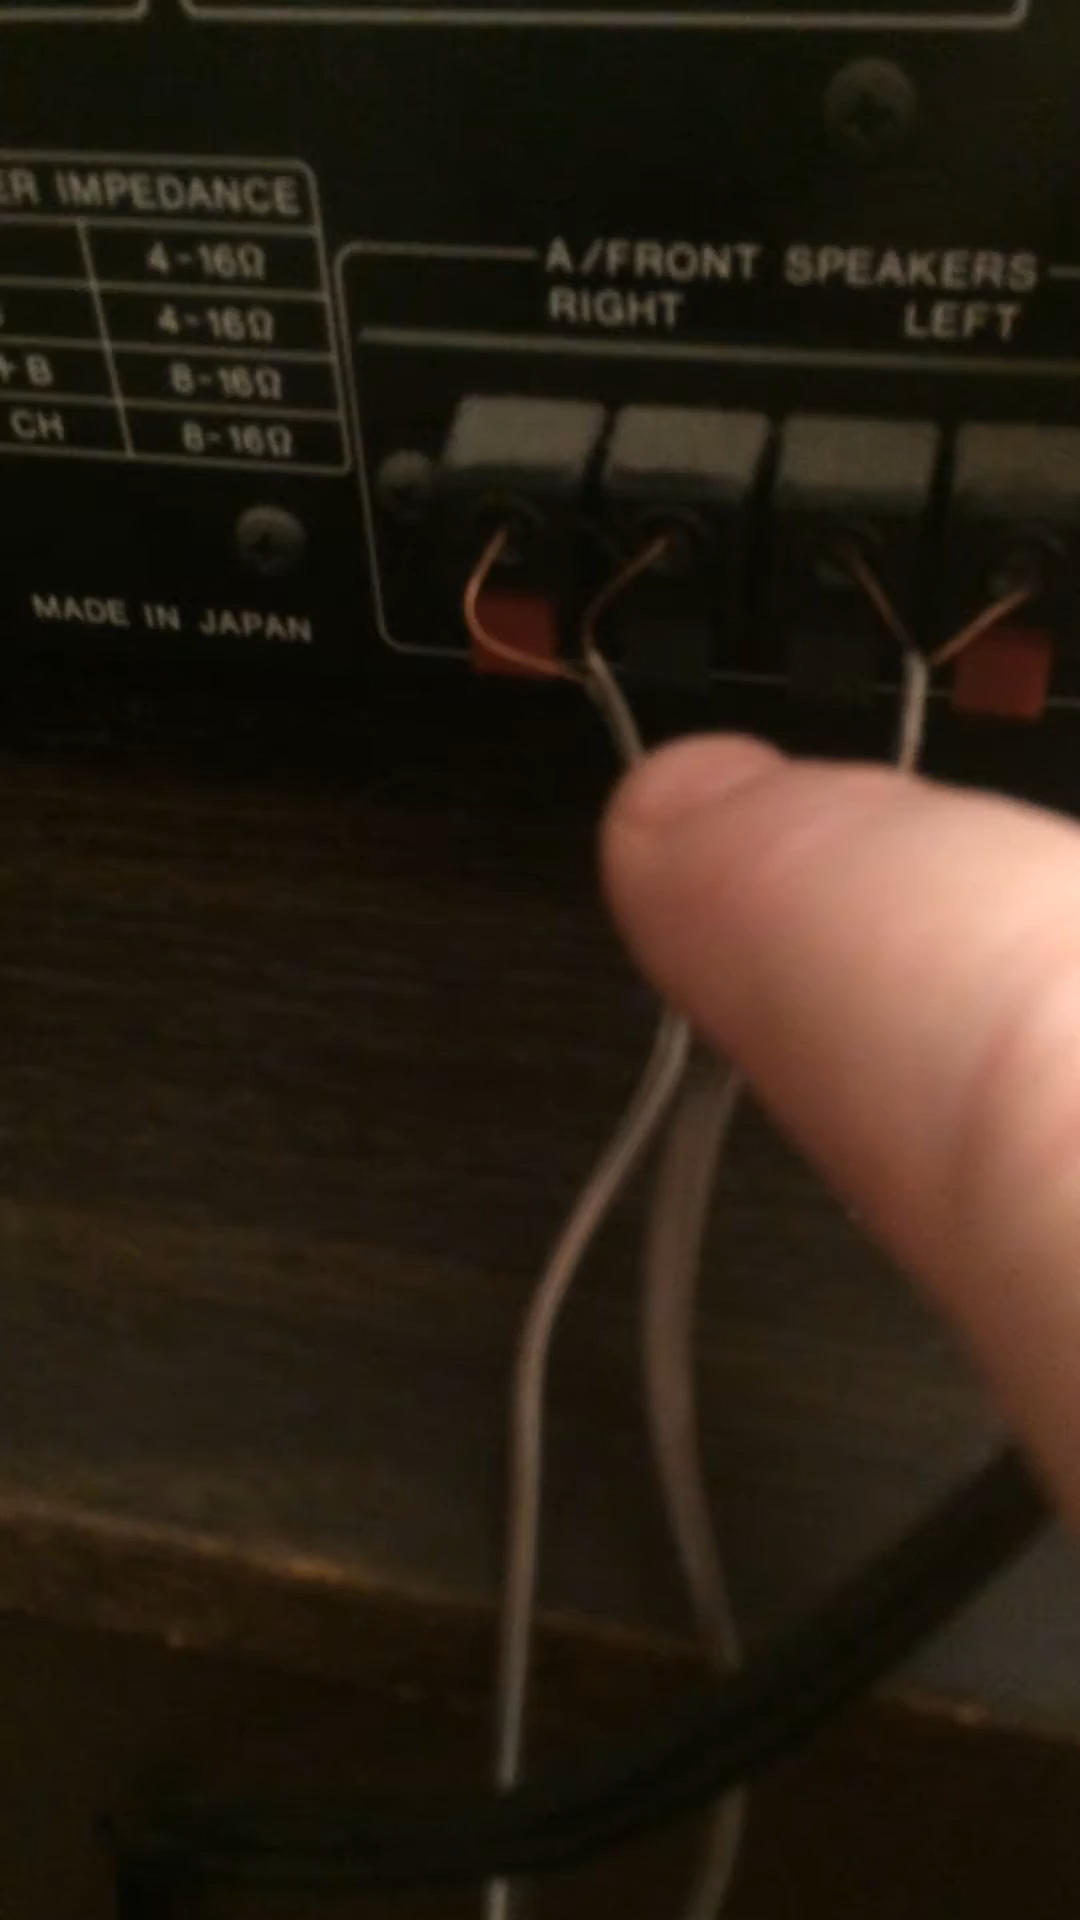 ER IMPEDANCE
4-16Ω
4-16Ω
+ B 8-16Ω
CH 8-16Ω
A/FRONT SPEAKERS
RIGHT LEFT
MADE IN JAPAN